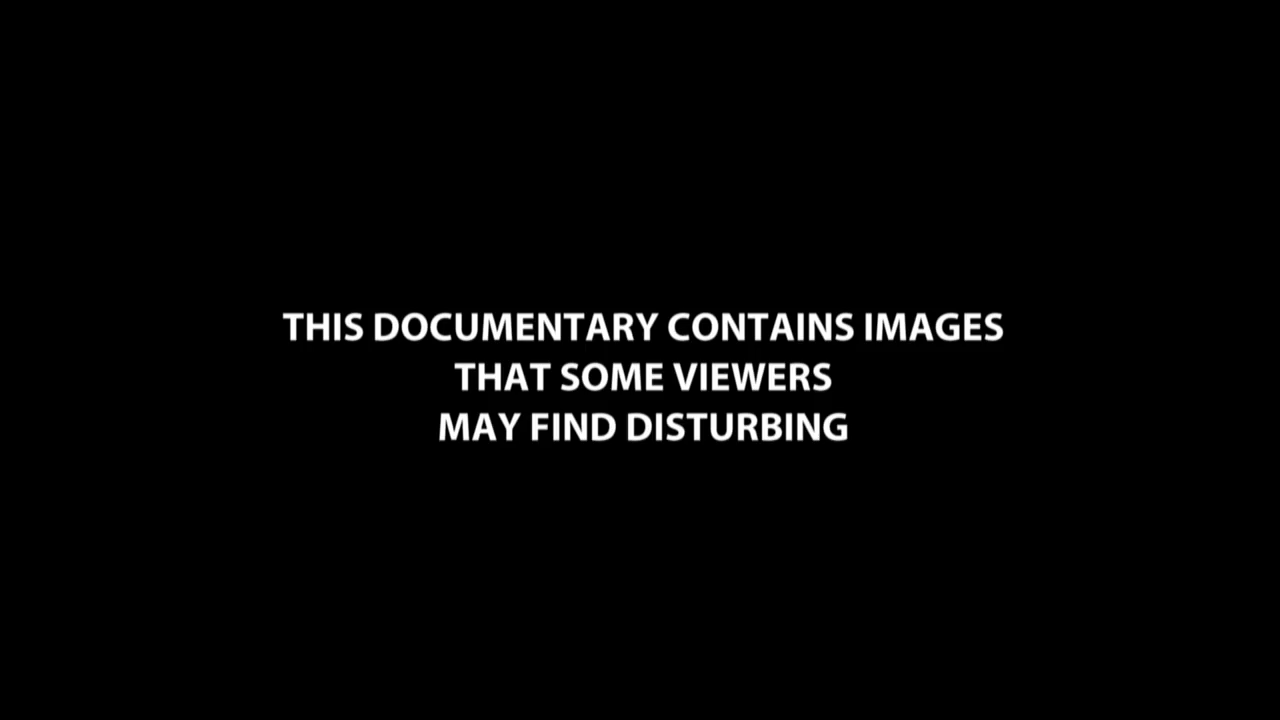 THIS DOCUMENTARY CONTAINS IMAGES
THAT SOME VIEWERS
MAY FIND DISTURBING